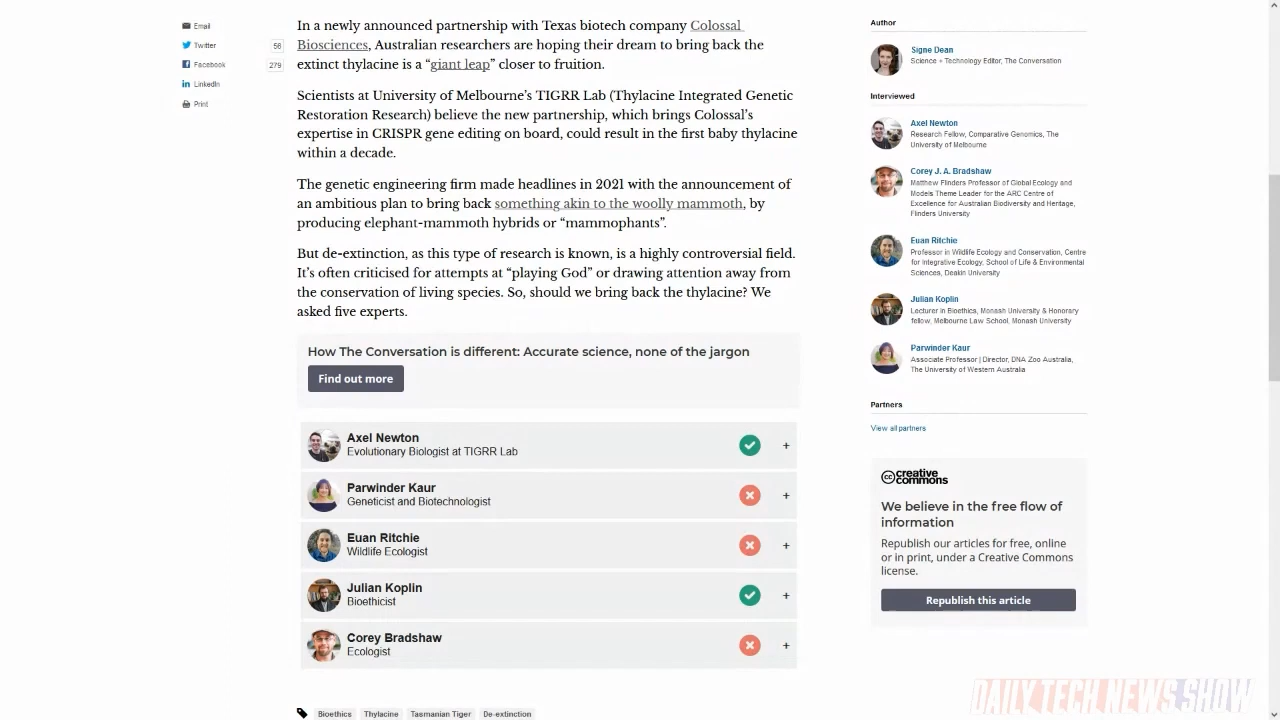 Email
Twitter
56
Facebook
279
LinkedIn
Print
In a newly announced partnership with Texas biotech company Colossal
Biosciences, Australian researchers are hoping their dream to bring back the
extinct thylacine is a “giant leap” closer to fruition.
Scientists at University of Melbourne’s TIGRR Lab (Thylacine Integrated Genetic
Restoration Research) believe the new partnership, which brings Colossal’s
expertise in CRISPR gene editing on board, could result in the first baby thylacine
within a decade.
The genetic engineering firm made headlines in 2021 with the announcement of
an ambitious plan to bring back something akin to the woolly mammoth, by
producing elephant-mammoth hybrids or “mammophants”.
But de-extinction, as this type of research is known, is a highly controversial field.
It’s often criticised for attempts at “playing God” or drawing attention away from
the conservation of living species. So, should we bring back the thylacine? We
asked five experts.
How The Conversation is different: Accurate science, none of the jargon
Find out more
Axel Newton
Evolutionary Biologist at TIGRR Lab
+
Parwinder Kaur
Geneticist and Biotechnologist
+
Euan Ritchie
Wildlife Ecologist
+
Julian Koplin
Bioethicist
+
Corey Bradshaw
Ecologist
+
Bioethics Thylacine Tasmanian Tiger De-extinction
Author
Signe Dean
Science + Technology Editor, The Conversation
Interviewed
Axel Newton
Research Fellow, Comparative Genomics, The
University of Melbourne
Corey J. A. Bradshaw
Matthew Flinders Professor of Global Ecology and
Models Theme Leader for the ARC Centre of
Excellence for Australian Biodiversity and Heritage,
Flinders University
Euan Ritchie
Professor in Wildlife Ecology and Conservation, Centre
for Integrative Ecology, School of Life & Environmental
Sciences, Deakin University
Julian Koplin
Lecturer in Bioethics, Monash University & Honorary
fellow, Melbourne Law School, Monash University
Parwinder Kaur
Associate Professor | Director, DNA Zoo Australia,
The University of Western Australia
Partners
View all partners
cc creative
commons
We believe in the free flow of
information
Republish our articles for free, online
or in print, under a Creative Commons
license.
Republish this article
DAILY TECH NEWS SHOW